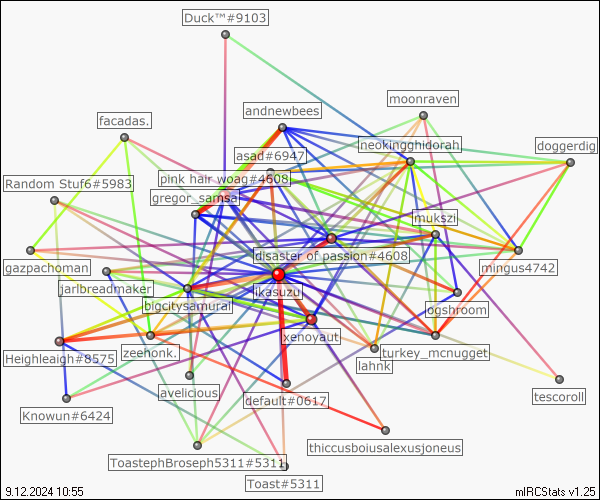 Duck™#9103
moonraven
andnewbees
facadas.
neokingghidorah
doggerdig
asad#6947
pink hair woag#4608
Random Stuf6#5983
gregor_samsa
mukszi
disaster of passion#4608
gazpachoman
mingus4742
jarlbreadmaker
ikasuzu
bigcitysamurai
ogshroom
xenoyaut
Heighleaigh#8575
zeehonk.
turkey_mcnugget
lahnk
avelicious
default#0617
tescoroll
Knowun#6424
thiccusboiusalexusjoneus
ToastephBroseph5311#5311
Toast#5311
9.12.2024 10:55
mIRCStats v1.25